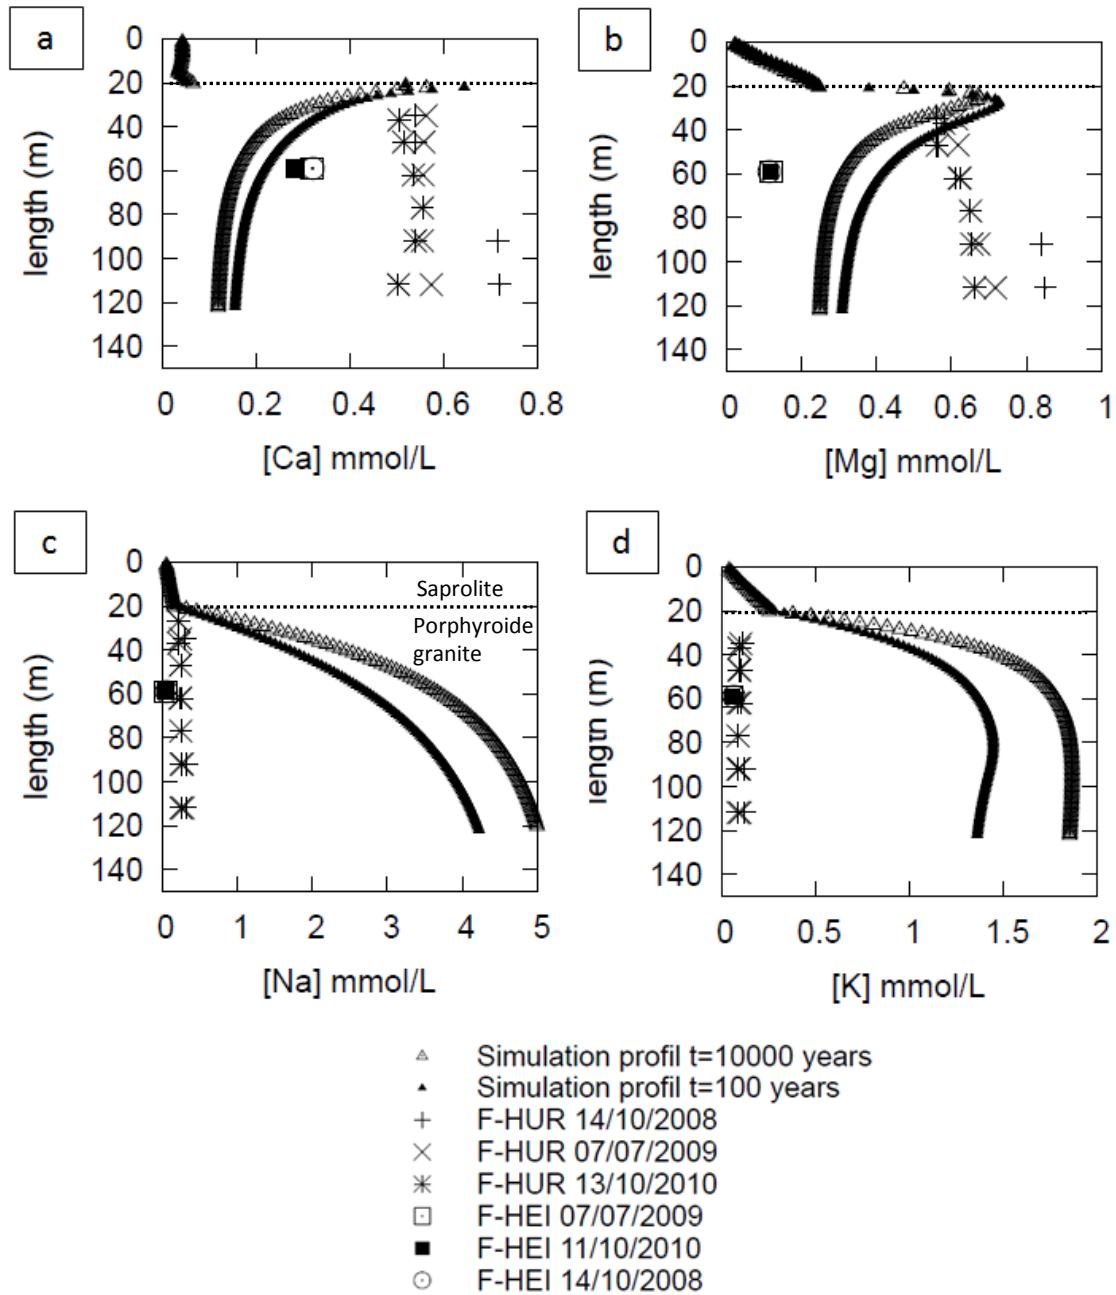 a
0
20
40
60
80
100
120
140
length (m)
0 0.2 0.4 0.6 0.8
[Ca] mmol/L
b
0
20
40
60
80
100
120
140
length (m)
0 0.2 0.4 0.6 0.8 1
[Mg] mmol/L
c
0
20
40
60
80
100
120
140
length (m)
Saprolite
Porphyroide
granite
0 1 2 3 4 5
[Na] mmol/L
d
0
20
40
60
80
100
120
140
length (m)
0 0.5 1 1.5 2
[K] mmol/L
Simulation profil t=10000 years
Simulation profil t=100 years
F-HUR 14/10/2008
F-HUR 07/07/2009
F-HUR 13/10/2010
F-HEI 07/07/2009
F-HEI 11/10/2010
F-HEI 14/10/2008